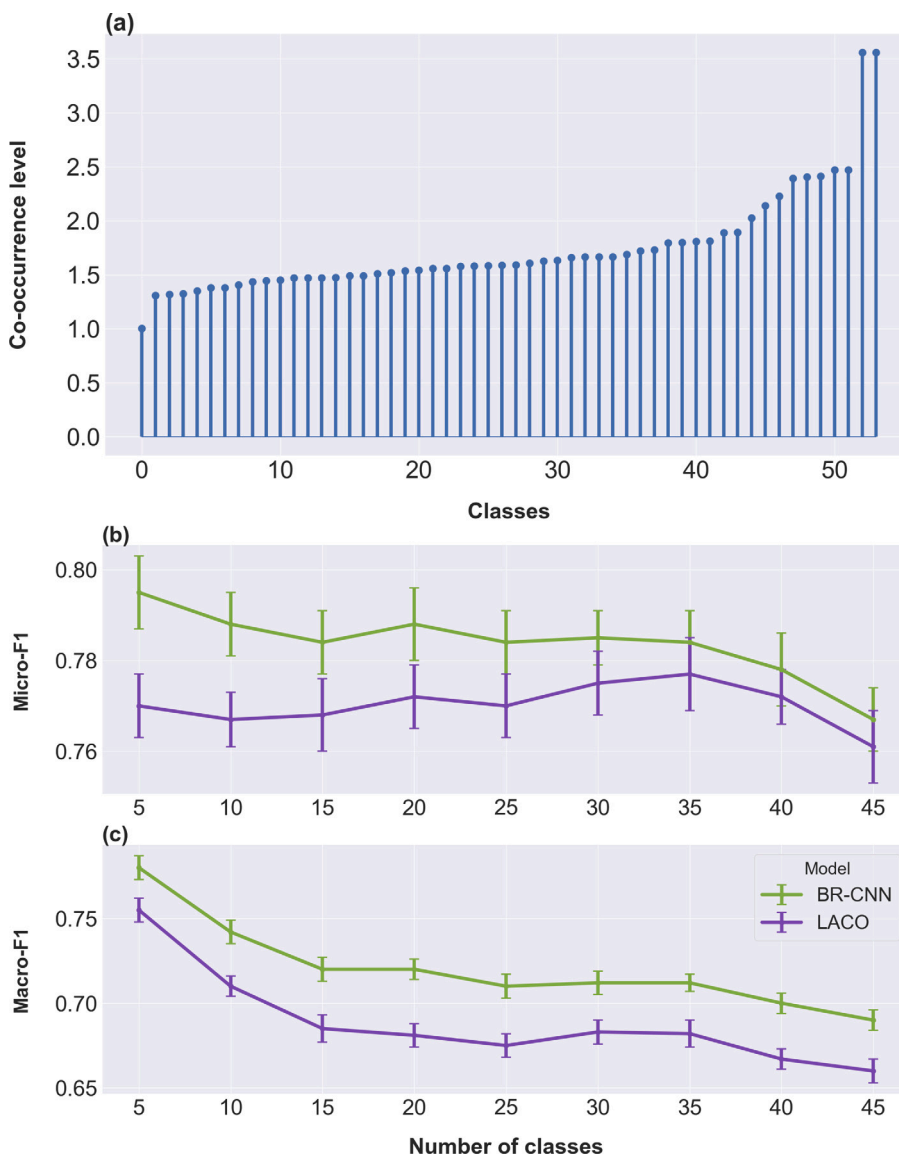 (a)
Co-occurrence level
3.5
3.0
2.5
2.0
1.5
1.0
0.5
0.0
0 10 20 30 40 50
Classes
(b)
Micro-F1
0.80
0.78
0.76
5 10 15 20 25 30 35 40 45
(c)
Macro-F1
0.75
0.70
0.65
Model
BR-CNN
LACO
5 10 15 20 25 30 35 40 45
Number of classes